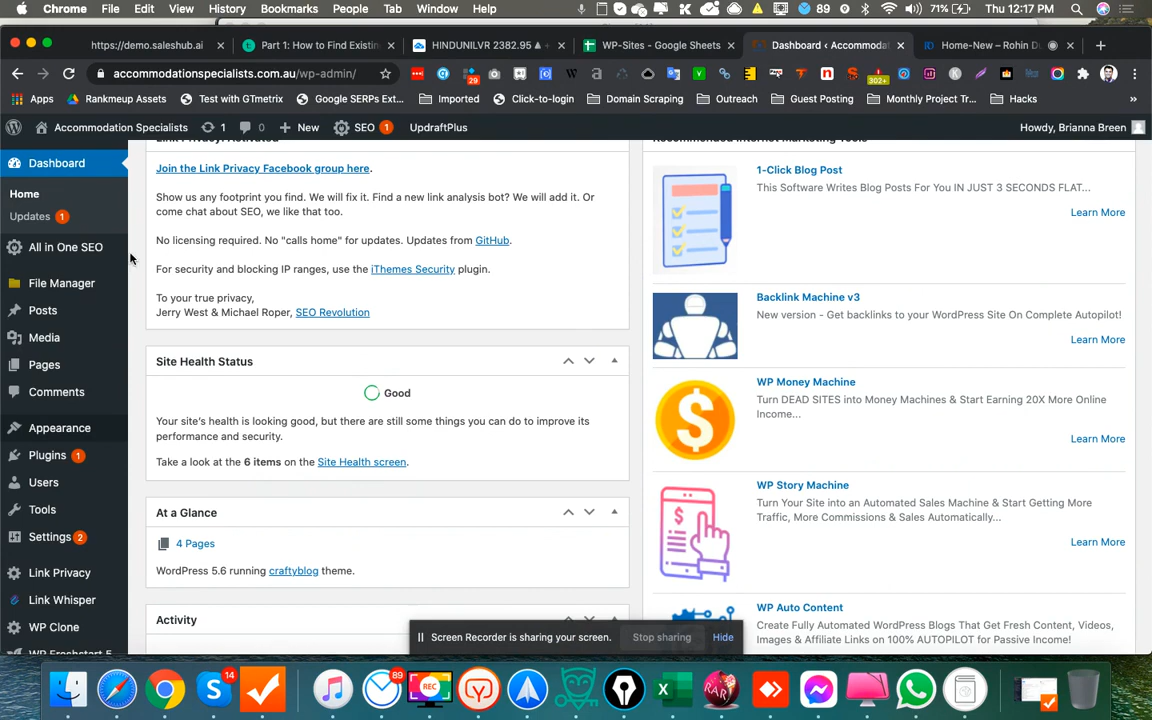 Chrome File Edit View History Bookmarks People Tab Window Help 89 71% Thu 12:17 PM
https://demo.saleshub.ai Part 1: How to Find Existin HINDUNILVR 2382.95 ▲ + WP-Sites - Google Sheets Dashboard ‹ Accommodat Home-New – Rohin D
accommodationspecialists.com.au/wp-admin/ 29 302+
Apps Rankmeup Assets Test with GTmetrix Google SERPs Ext... Imported Click-to-login Domain Scraping Outreach Guest Posting Monthly Project Tr... Hacks »
Accommodation Specialists 1 0 New SEO 1 UpdraftPlus Howdy, Brianna Breen
Dashboard
Home
Updates 1
All in One SEO
File Manager
Posts
Media
Pages
Comments
Appearance
Plugins 1
Users
Tools
Settings 2
Link Privacy
Link Whisper
WP Clone
WP Freshstart 5
Link Privacy Activated
Join the Link Privacy Facebook group here.
Show us any footprint you find. We will fix it. Find a new link analysis bot? We will add it. Or
come chat about SEO, we like that too.
No licensing required. No "calls home" for updates. Updates from GitHub.
For security and blocking IP ranges, use the iThemes Security plugin.
To your true privacy,
Jerry West & Michael Roper, SEO Revolution
Site Health Status
Good
Your site's health is looking good, but there are still some things you can do to improve its
performance and security.
Take a look at the 6 items on the Site Health screen.
At a Glance
4 Pages
WordPress 5.6 running craftyblog theme.
Activity
Recommended Internet Marketing Tools
1-Click Blog Post
This Software Writes Blog Posts For You IN JUST 3 SECONDS FLAT...
Learn More
Backlink Machine v3
New version - Get backlinks to your WordPress Site On Complete Autopilot!
Learn More
WP Money Machine
Turn DEAD SITES into Money Machines & Start Earning 20X More Online
Income...
Learn More
WP Story Machine
Turn Your Site into an Automated Sales Machine & Start Getting More
Traffic, More Commissions & Sales Automatically...
Learn More
WP Auto Content
Create Fully Automated WordPress Blogs That Get Fresh Content, Videos,
Images & Affiliate Links on 100% AUTOPILOT for Passive Income!
Screen Recorder is sharing your screen. Stop sharing Hide
14 89 REC RAR